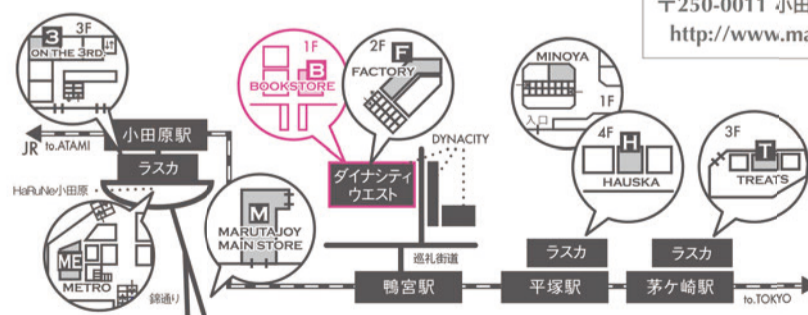 〒250-0011 小田
http://www.ma
3
3F
ON THE 3RD
1F
B
BOOKSTORE
2F
F
FACTORY
MINOYA
1F
入口
4F
H
HAUSKA
3F
T
TREATS
DYNACITY
JR
to.ATAMI
小田原駅
ラスカ
HaRuNe小田原
ダイナシティ
ウエスト
M
MARUTAJOY
MAIN STORE
ME
METRO
錦通り
巡礼街道
鴨宮駅
ラスカ
平塚駅
ラスカ
茅ケ崎駅
to.TOKYO